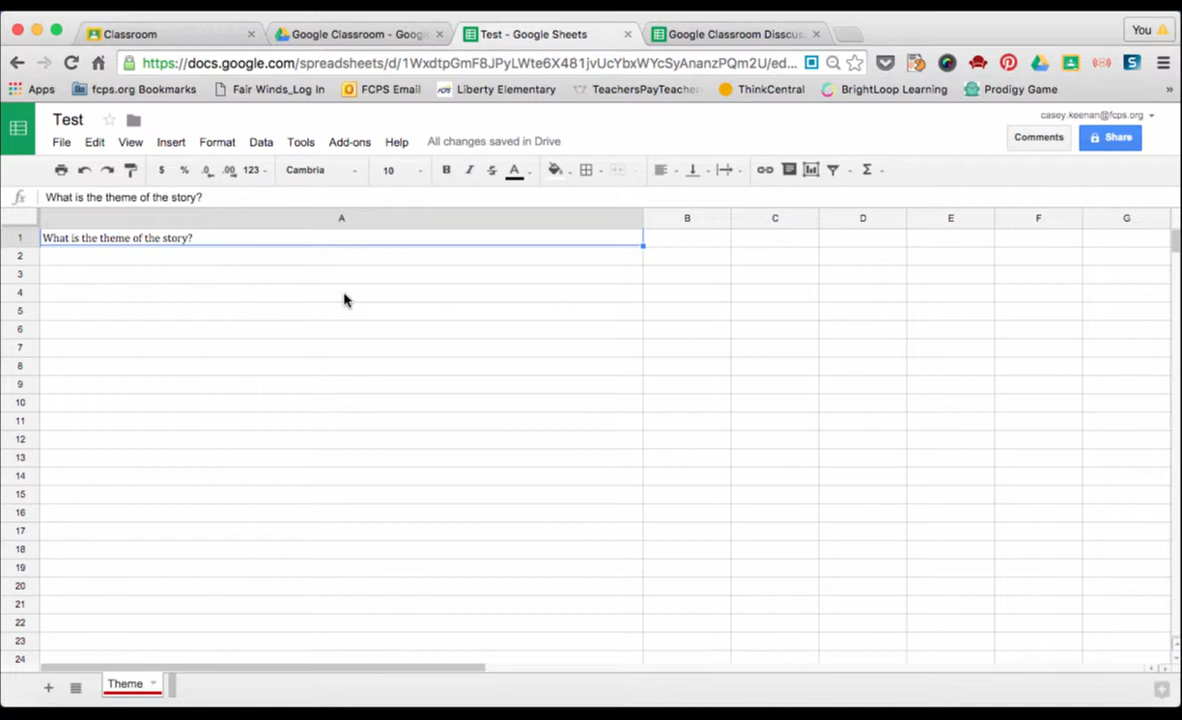 Classroom
Google Classroom - Google
Test - Google Sheets
Google Classroom Disscus
You
https://docs.google.com/spreadsheets/d/1WxdtpGmF8JPyLWte6X481jvUcYbxWYcSyAnanzPQm2U/ed...
Apps fcps.org Bookmarks Fair Winds_Log In FCPS Email Liberty Elementary TeachersPayTeacher BrightLoop Learning Prodigy Game »
Test
casey.keenan@fcps.org
File Edit View Insert Format Data Tools Add-ons Help All changes saved in Drive
Comments Share
$ % .0 .00 123 Cambria 10 B I S A Σ
fx What is the theme of the story?
A B C D E F G
1 What is the theme of the story?
2
3
4
5
6
7
8
9
10
11
12
13
14
15
16
17
18
19
20
21
22
23
24
+ Theme